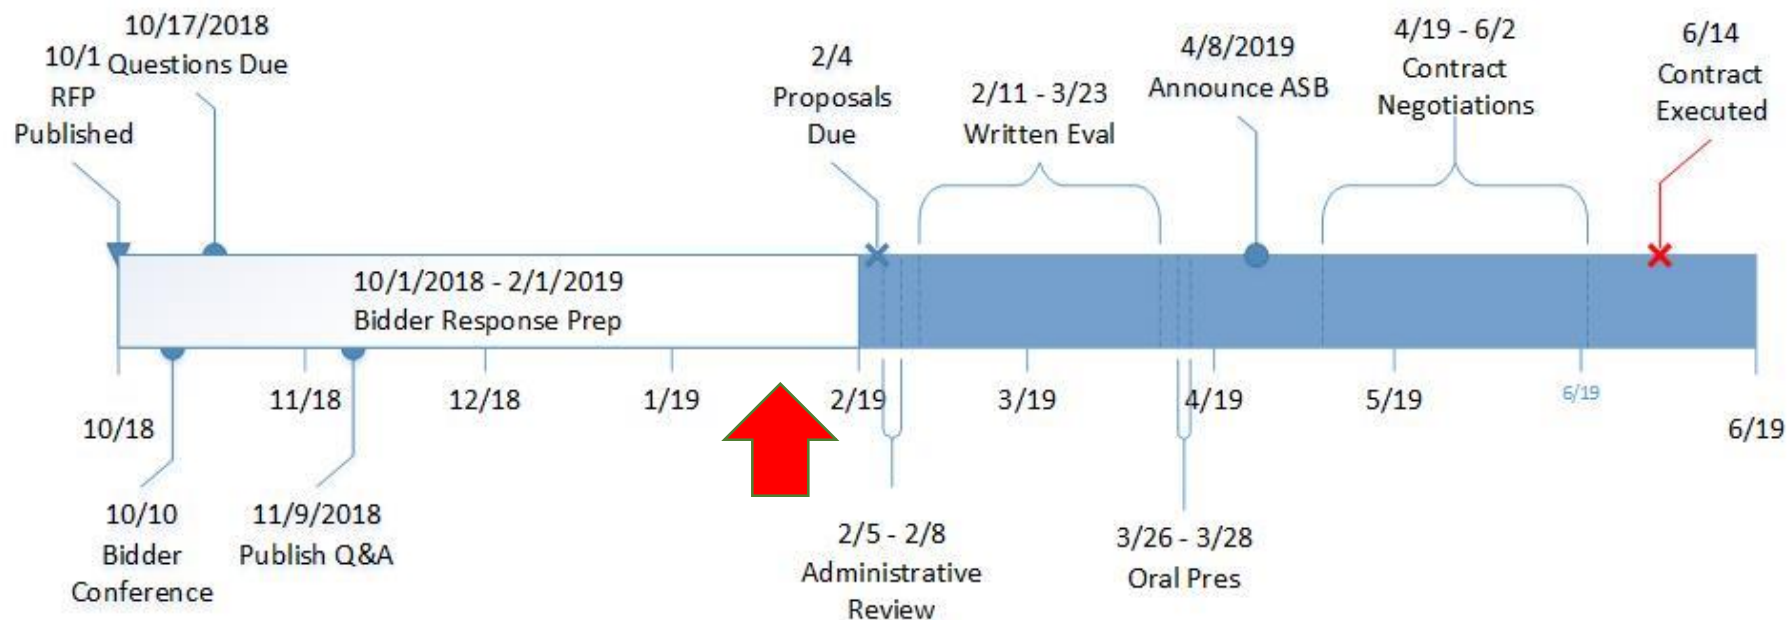 10/17/2018
Questions Due
10/1
RFP
Published
2/4
Proposals
Due
2/11 - 3/23
Written Eval
4/8/2019
Announce ASB
4/19 - 6/2
Contract
Negotiations
6/14
Contract
Executed
10/1/2018 - 2/1/2019
Bidder Response Prep
10/18
11/18
12/18
1/19
2/19
3/19
4/19
5/19
6/19
6/19
10/10
Bidder
Conference
11/9/2018
Publish Q&A
2/5 - 2/8
Administrative
Review
3/26 - 3/28
Oral Pres